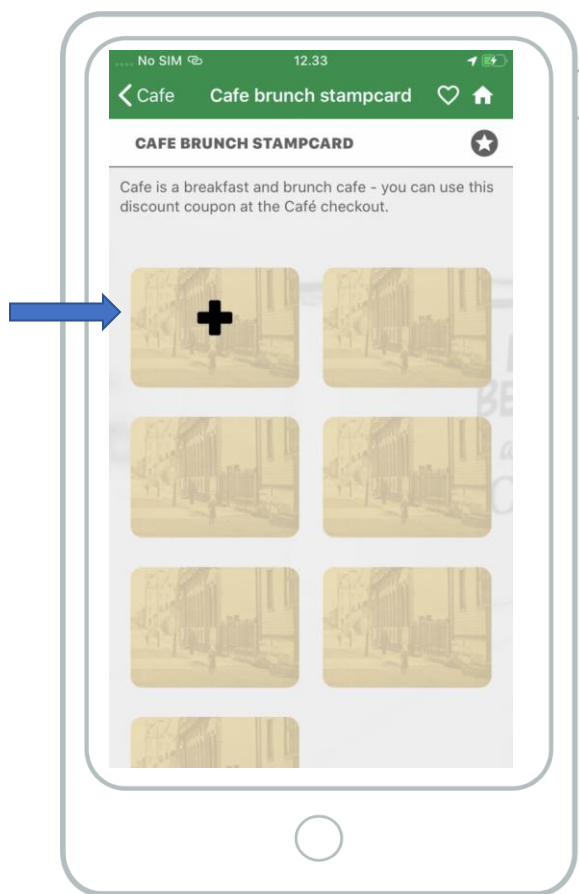 .... No SIM 12.33
Cafe Cafe brunch stampcard
CAFE BRUNCH STAMPCARD
Cafe is a breakfast and brunch cafe - you can use this
discount coupon at the Café checkout.
BE